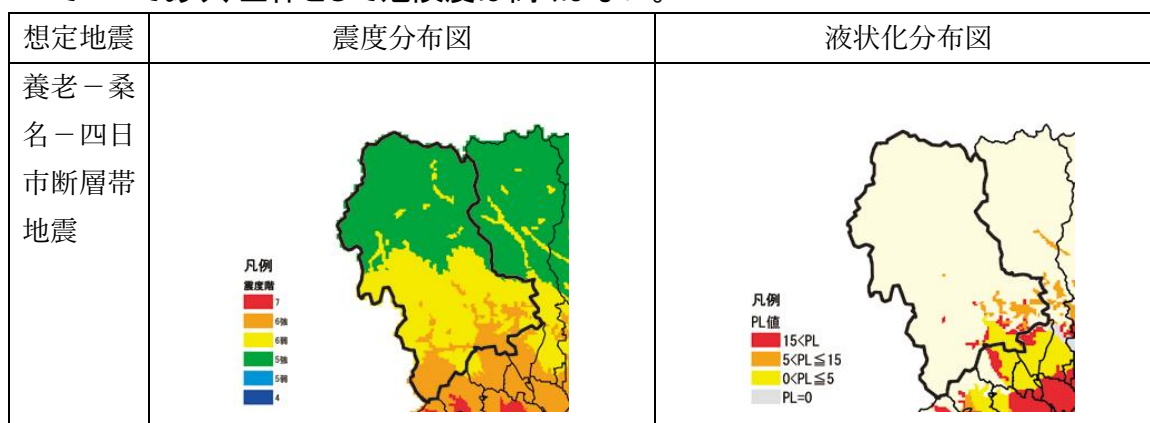 想定地震
震度分布図
液状化分布図
養老－桑
名－四日
市断層帯
地震
凡例
震度階
7
6強
6弱
5強
5弱
4
凡例
PL値
15<PL
5<PL≦15
0<PL≦5
PL=0